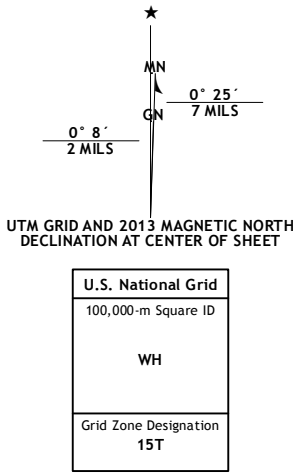 ★
MN
0° 25´
7 MILS
GN
0° 8´
2 MILS
UTM GRID AND 2013 MAGNETIC NORTH
DECLINATION AT CENTER OF SHEET
U.S. National Grid
100,000-m Square ID
WH
Grid Zone Designation
15T